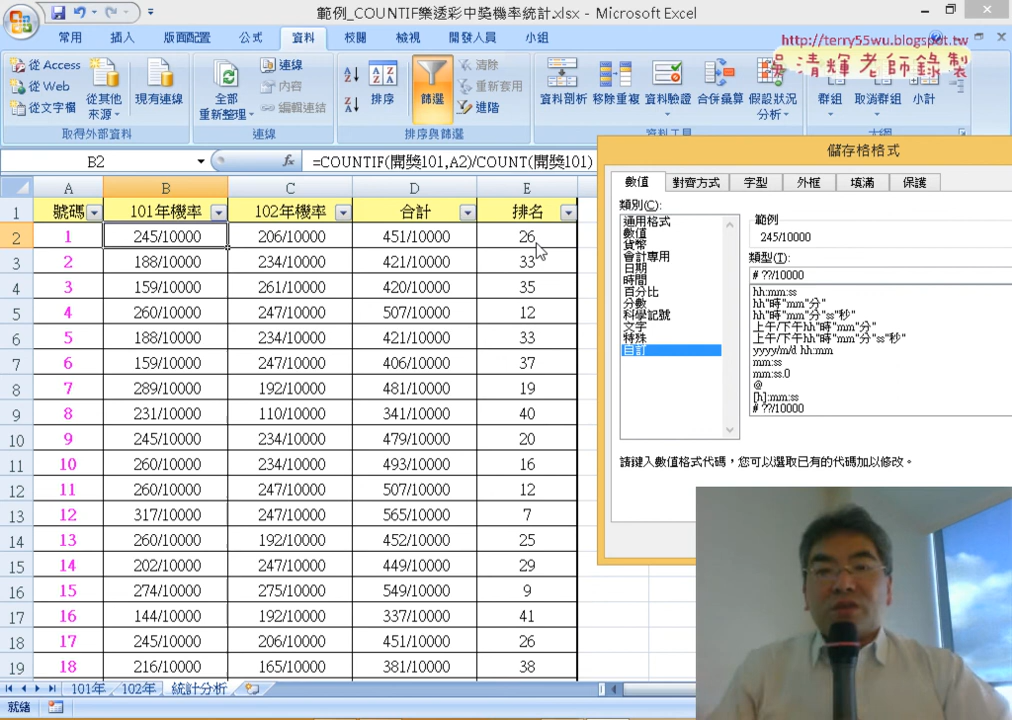 範例_COUNTIF樂透彩中獎機率統計.xlsx - Microsoft Excel
http://terry55wu.blogspot.tw
吳清輝老師錄製
常用 插入 版面配置 公式 資料 校閱 檢視 開發人員 小組
從 Access
從 Web
從文字檔
從其他來源
現有連線
取得外部資料
全部重新整理
連線
內容
編輯連結
連線
排序
篩選
清除
重新套用
進階
排序與篩選
資料剖析 移除重複 資料驗證 合併彙算 假設狀況分析
資料工具
群組 取消群組 小計
B2
fx
=COUNTIF(開獎101,A2)/COUNT(開獎101)
A B C D E
1 號碼 101年機率 102年機率 合計 排名
2 1 245/10000 206/10000 451/10000 26
3 2 188/10000 234/10000 421/10000 33
4 3 159/10000 261/10000 420/10000 35
5 4 260/10000 247/10000 507/10000 12
6 5 188/10000 234/10000 421/10000 33
7 6 159/10000 247/10000 406/10000 37
8 7 289/10000 192/10000 481/10000 19
9 8 231/10000 110/10000 341/10000 40
10 9 245/10000 234/10000 479/10000 20
11 10 260/10000 234/10000 493/10000 16
12 11 260/10000 247/10000 507/10000 12
13 12 317/10000 247/10000 565/10000 7
14 13 260/10000 192/10000 452/10000 25
15 14 202/10000 247/10000 449/10000 29
16 15 274/10000 275/10000 549/10000 9
17 16 144/10000 192/10000 337/10000 41
18 17 245/10000 206/10000 451/10000 26
19 18 216/10000 165/10000 381/10000 38
101年 102年 統計分析
就緒
儲存格格式
數值 對齊方式 字型 外框 填滿 保護
類別(C):
通用格式
數值
貨幣
會計專用
日期
時間
百分比
分數
科學記號
文字
特殊
自訂
範例
245/10000
類型(T):
# ??/10000
hh:mm:ss
hh"時"mm"分"
hh"時"mm"分"ss"秒"
上午/下午hh"時"mm"分"
上午/下午hh"時"mm"分"ss"秒"
yyyy/m/d hh:mm
mm:ss
mm:ss.0
@
[h]:mm:ss
# ??/10000
請鍵入數值格式代碼，您可以選取已有的代碼加以修改。